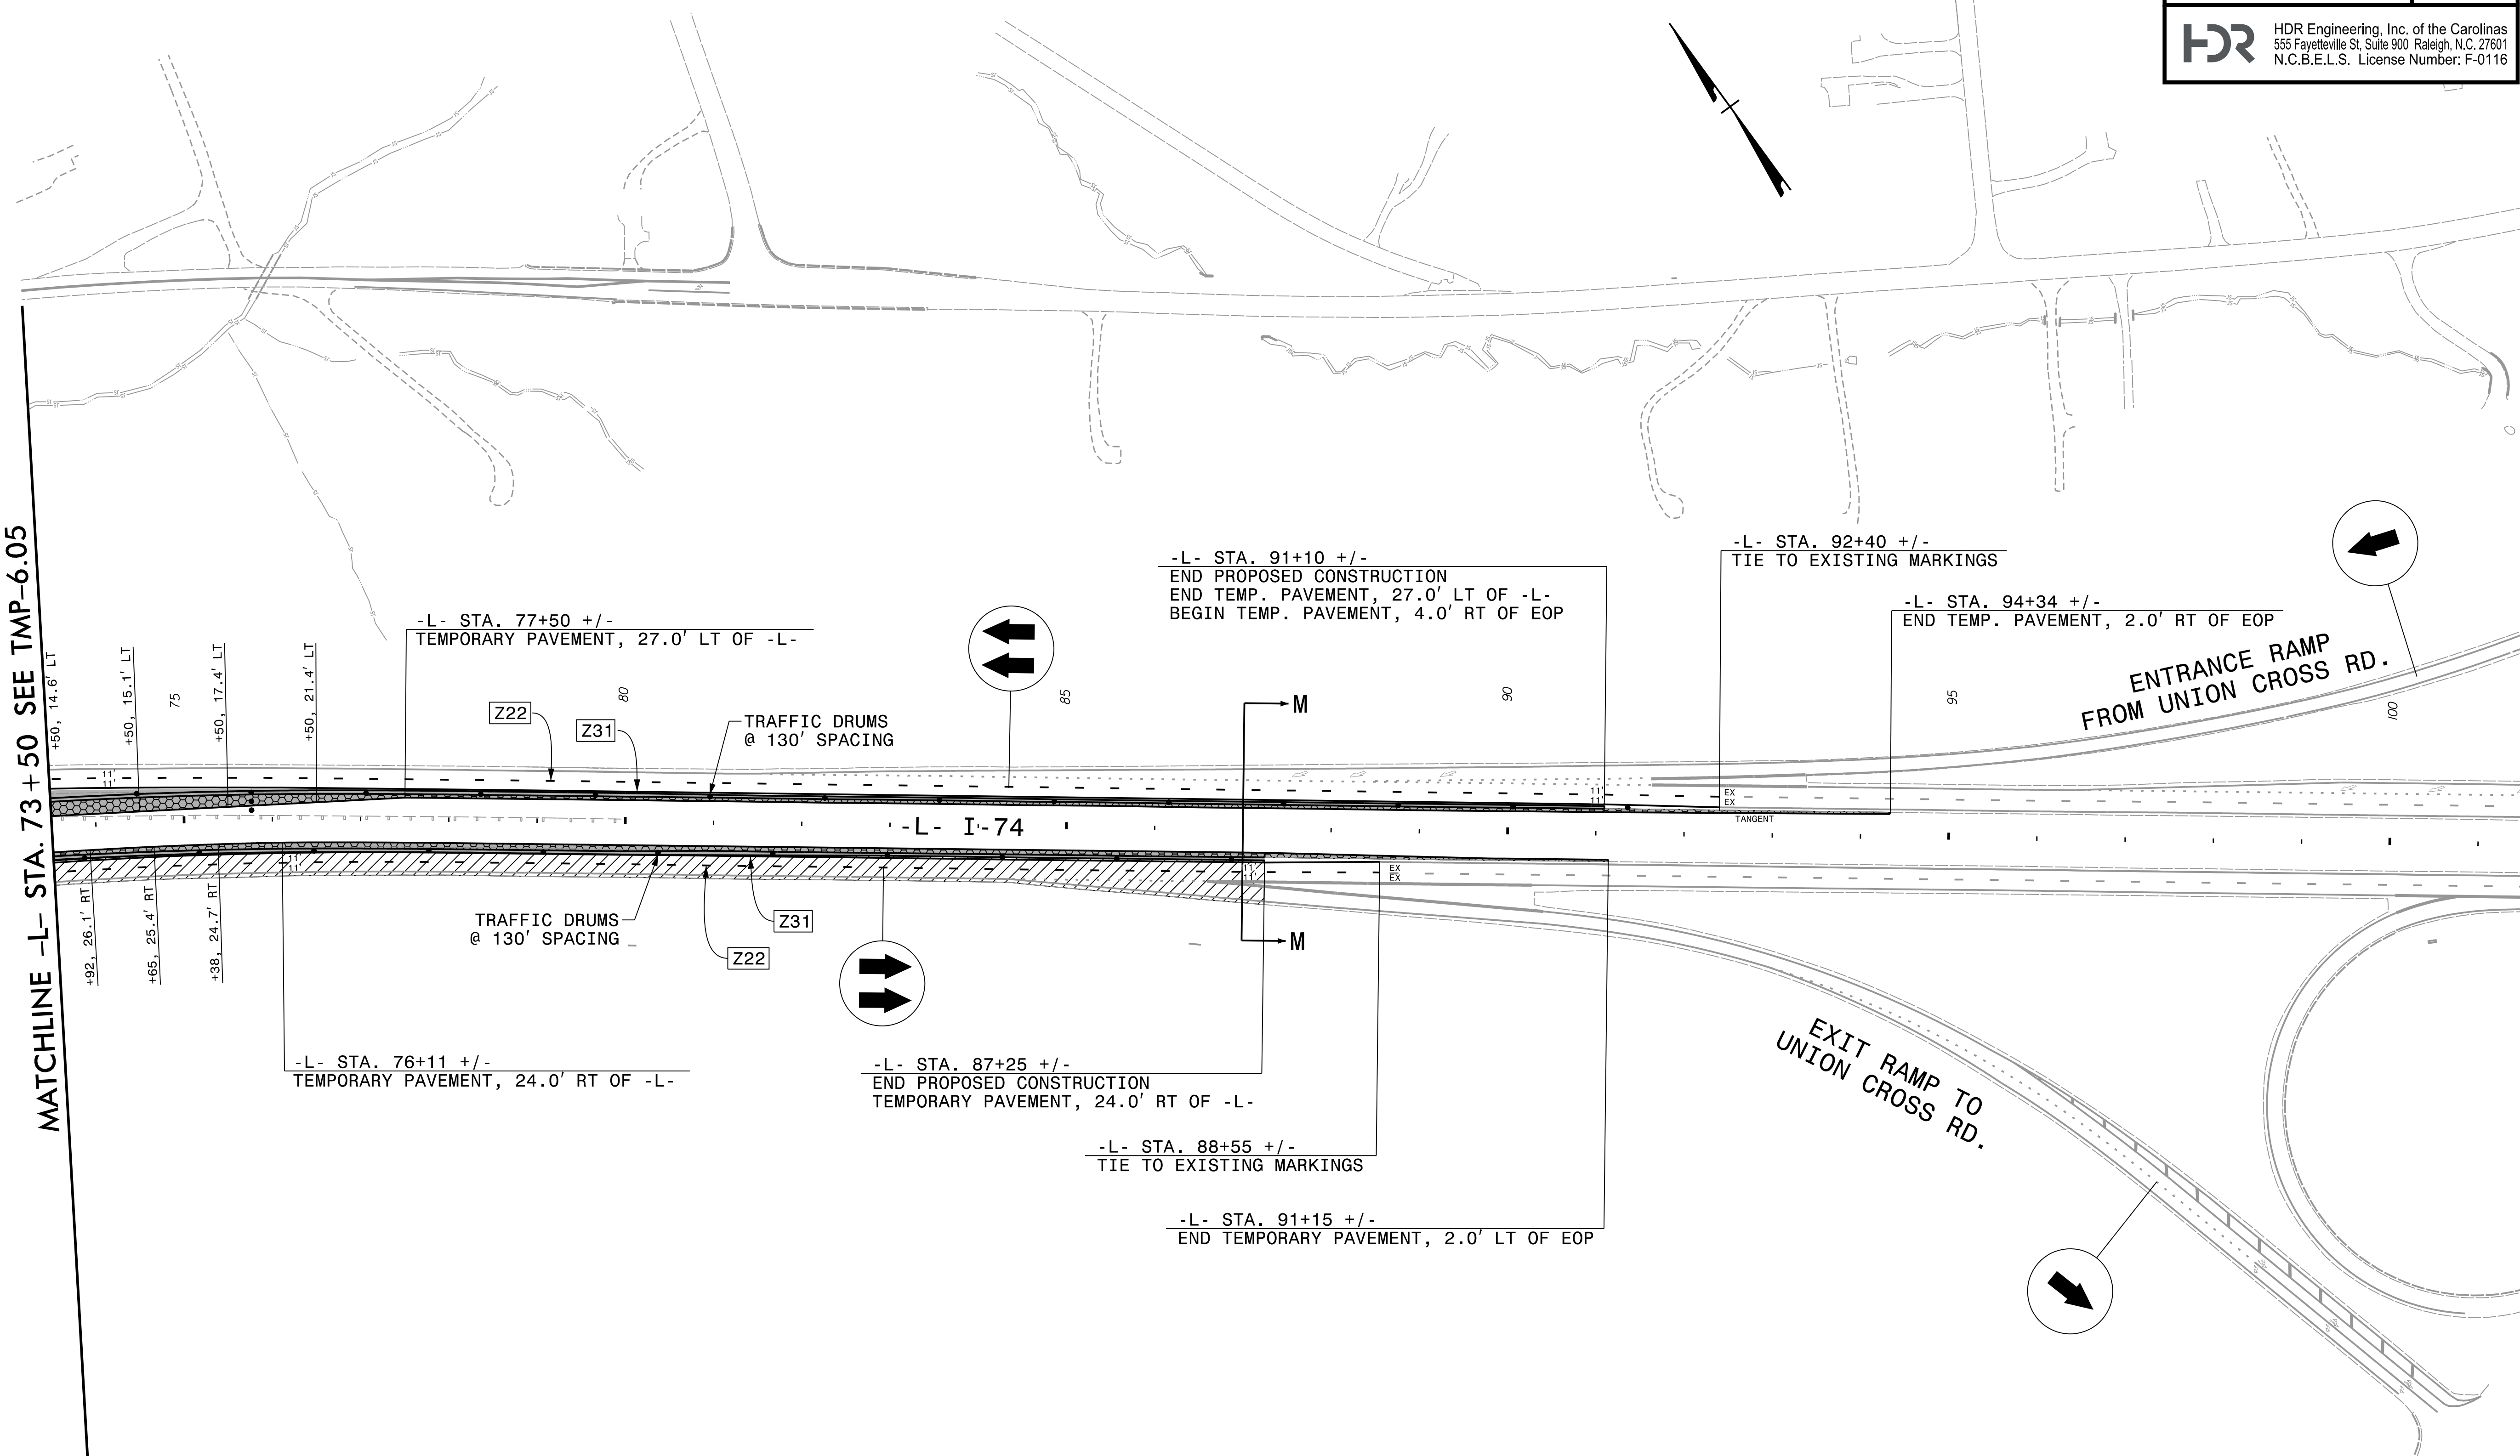 HDR
HDR Engineering, Inc. of the Carolinas
555 Fayetteville St, Suite 900 Raleigh, N.C. 27601
N.C.B.E.L.S. License Number: F-0116
MATCHLINE -L- STA. 73+50 SEE TMP-6.05
-L- STA. 91+10 +/-
END PROPOSED CONSTRUCTION
END TEMP. PAVEMENT, 27.0' LT OF -L-
BEGIN TEMP. PAVEMENT, 4.0' RT OF EOP
-L- STA. 92+40 +/-
TIE TO EXISTING MARKINGS
-L- STA. 94+34 +/-
END TEMP. PAVEMENT, 2.0' RT OF EOP
-L- STA. 77+50 +/-
TEMPORARY PAVEMENT, 27.0' LT OF -L-
ENTRANCE RAMP
FROM UNION CROSS RD.
+50, 14.6' LT
+50, 15.1' LT
75
+50, 17.4' LT
+50, 21.4' LT
80
85
90
95
100
Z22
Z31
TRAFFIC DRUMS
@ 130' SPACING
M
11'
11'
11'
11'
EX
EX
TANGENT
-L- I-74
11'
11'
11'
11'
EX
EX
+92, 26.1' RT
+65, 25.4' RT
+38, 24.7' RT
TRAFFIC DRUMS
@ 130' SPACING
Z31
Z22
M
-L- STA. 76+11 +/-
TEMPORARY PAVEMENT, 24.0' RT OF -L-
-L- STA. 87+25 +/-
END PROPOSED CONSTRUCTION
TEMPORARY PAVEMENT, 24.0' RT OF -L-
EXIT RAMP TO
UNION CROSS RD.
-L- STA. 88+55 +/-
TIE TO EXISTING MARKINGS
-L- STA. 91+15 +/-
END TEMPORARY PAVEMENT, 2.0' LT OF EOP